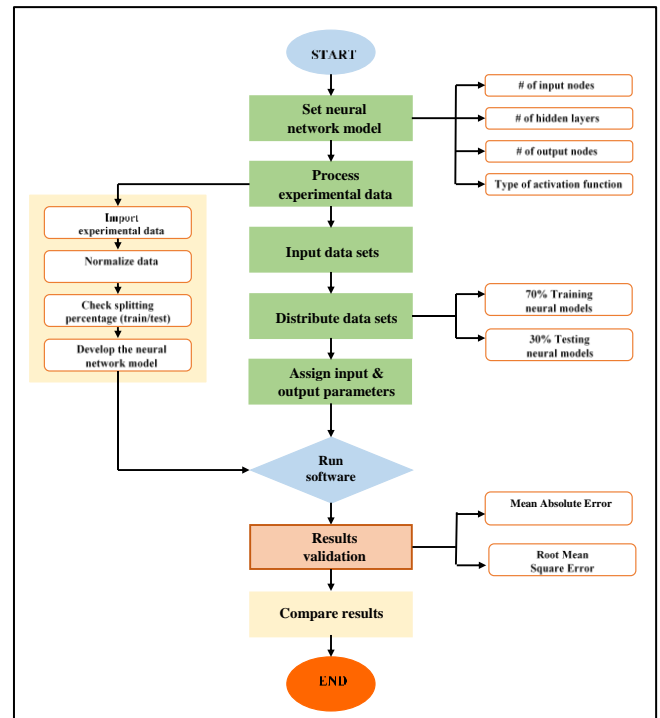 START
Set neural
network model
# of input nodes
# of hidden layers
# of output nodes
Type of activation function
Process
experimental data
Import
experimental data
Normalize data
Check splitting
percentage (train/test)
Develop the neural
network model
Input data sets
Distribute data sets
70% Training
neural models
30% Testing
neural models
Assign input &
output parameters
Run
software
Results
validation
Mean Absolute Error
Root Mean
Square Error
Compare results
END